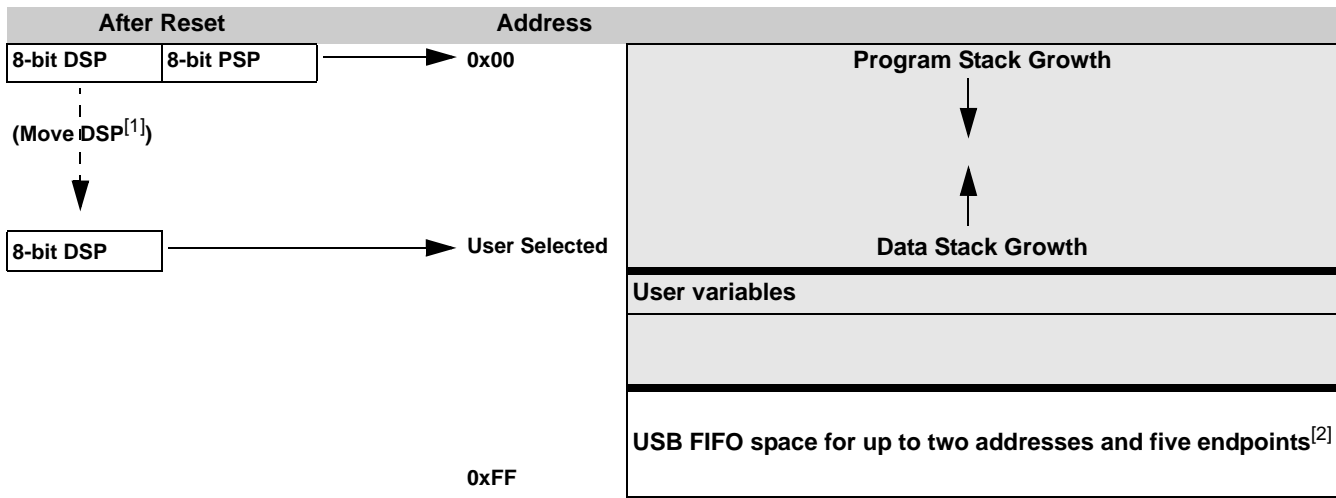 After Reset Address
8-bit DSP 8-bit PSP 0x00 Program Stack Growth
(Move DSP[1])
8-bit DSP User Selected Data Stack Growth
User variables
USB FIFO space for up to two addresses and five endpoints[2]
0xFF